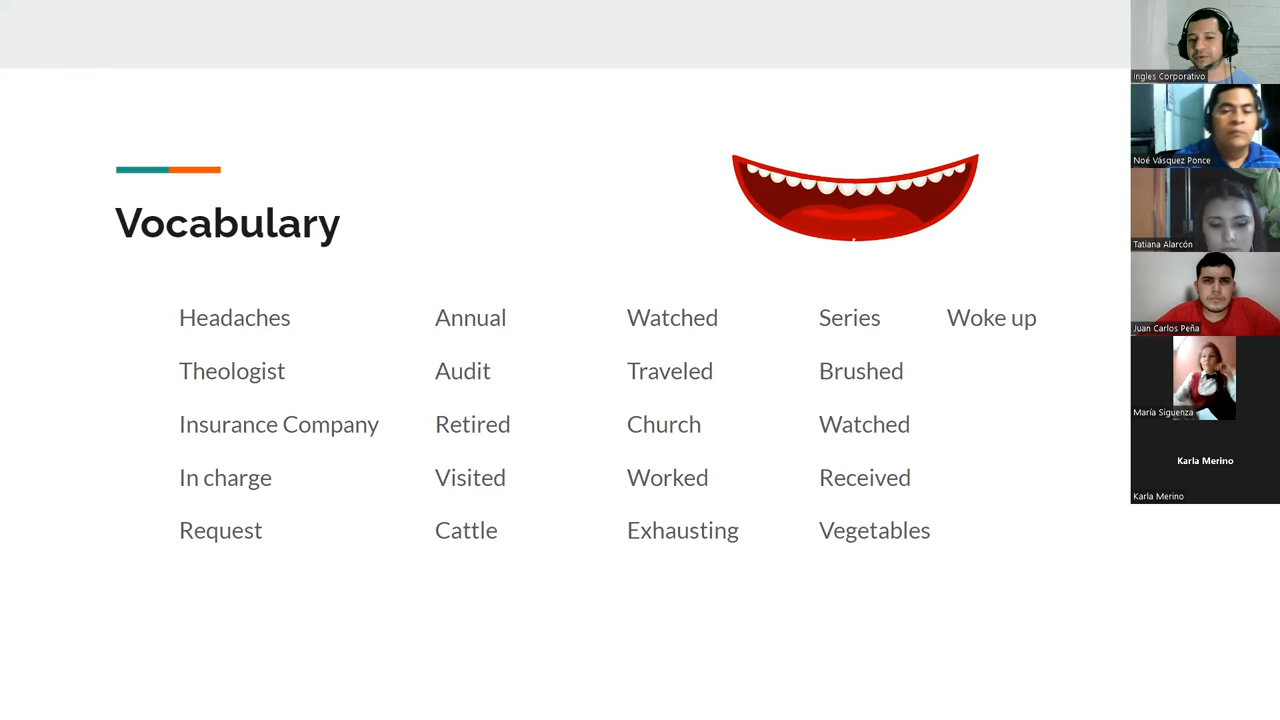 Vocabulary
Headaches Annual Watched Series Woke up
Theologist Audit Traveled Brushed
Insurance Company Retired Church Watched
In charge Visited Worked Received
Request Cattle Exhausting Vegetables
Ingles Corporativo
Noé Vásquez Ponce
Tatiana Alarcón
Juan Carlos Peña
María Siguenza
Karla Merino
Karla Merino